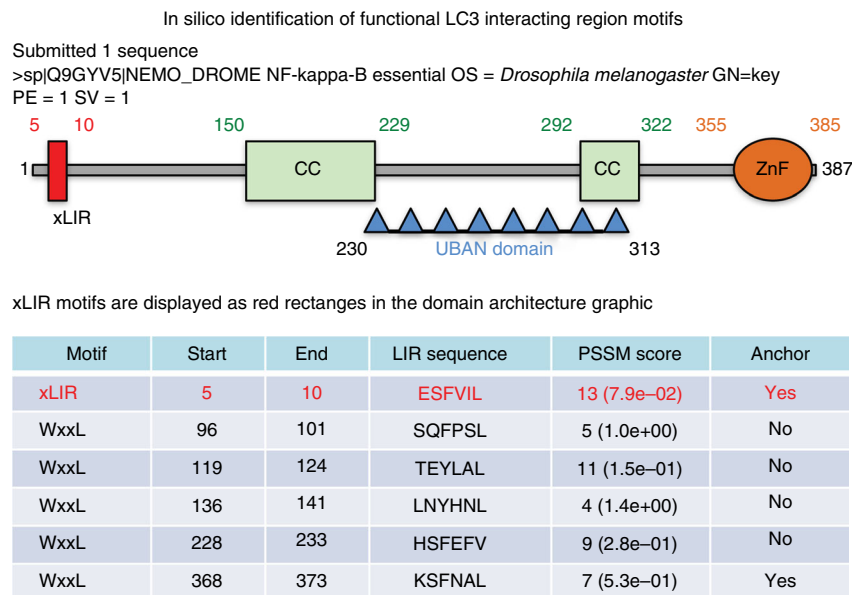 In silico identification of functional LC3 interacting region motifs
Submitted 1 sequence
>sp|Q9GYV5|NEMO_DROME NF-kappa-B essential OS = Drosophila melanogaster GN=key
PE = 1 SV = 1
5 10 150 229 292 322 355 385
1 CC CC ZnF 387
xLIR
230 UBAN domain 313
xLIR motifs are displayed as red rectanges in the domain architecture graphic
Motif Start End LIR sequence PSSM score Anchor
xLIR 5 10 ESFVIL 13 (7.9e–02) Yes
WxxL 96 101 SQFPSL 5 (1.0e+00) No
WxxL 119 124 TEYLAL 11 (1.5e–01) No
WxxL 136 141 LNYHNL 4 (1.4e+00) No
WxxL 228 233 HSFEFV 9 (2.8e–01) No
WxxL 368 373 KSFNAL 7 (5.3e–01) Yes